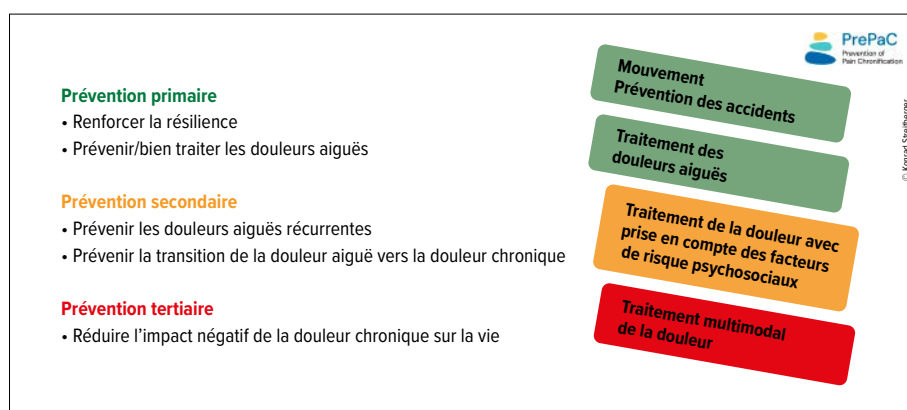 PrePaC
Prevention of
Pain Chronification
Prévention primaire
• Renforcer la résilience
• Prévenir/bien traiter les douleurs aiguës
Prévention secondaire
• Prévenir les douleurs aiguës récurrentes
• Prévenir la transition de la douleur aiguë vers la douleur chronique
Prévention tertiaire
• Réduire l’impact négatif de la douleur chronique sur la vie
Mouvement
Prévention des accidents
Traitement des
douleurs aiguës
Traitement de la douleur avec
prise en compte des facteurs
de risque psychosociaux
Traitement multimodal
de la douleur
© Konrad Streitberger